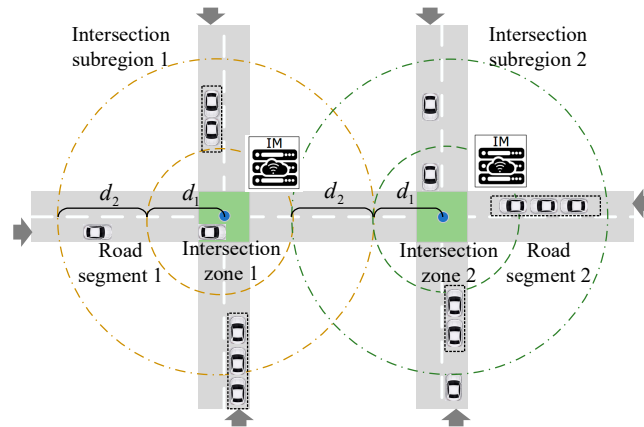 Intersection
subregion 1
Intersection
subregion 2
IM
IM
d₂
d₁
d₂
d₁
Road
segment 1
Intersection
zone 1
Intersection
zone 2
Road
segment 2